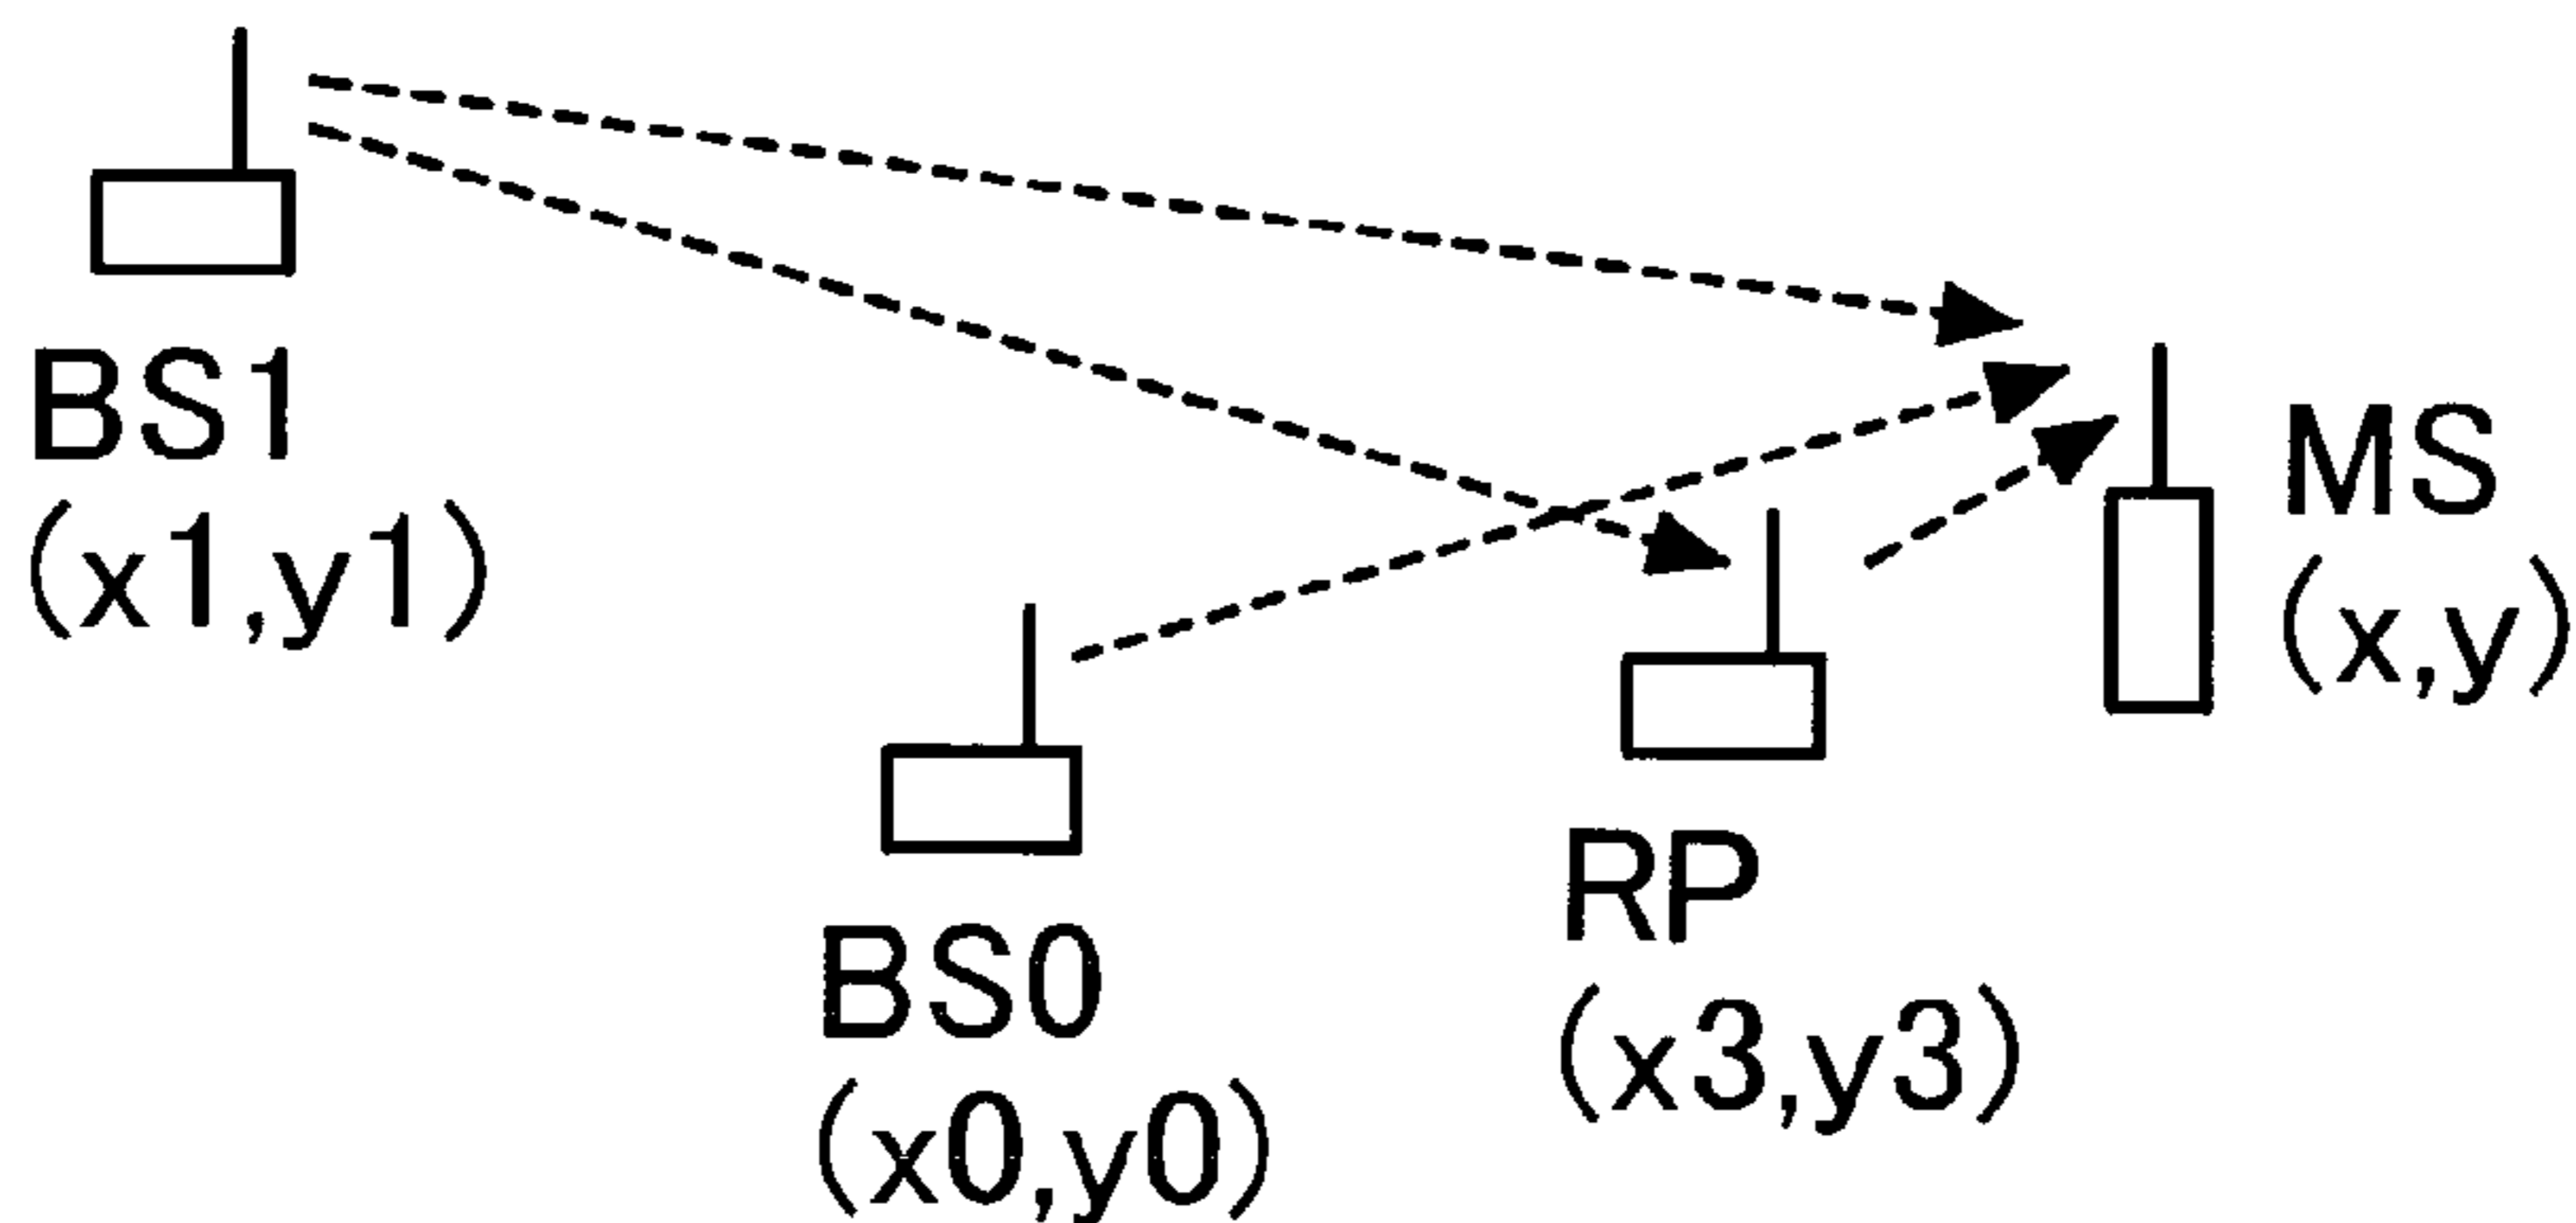 BS1
(x1,y1)
MS
(x,y)
RP
(x3,y3)
BS0
(x0,y0)